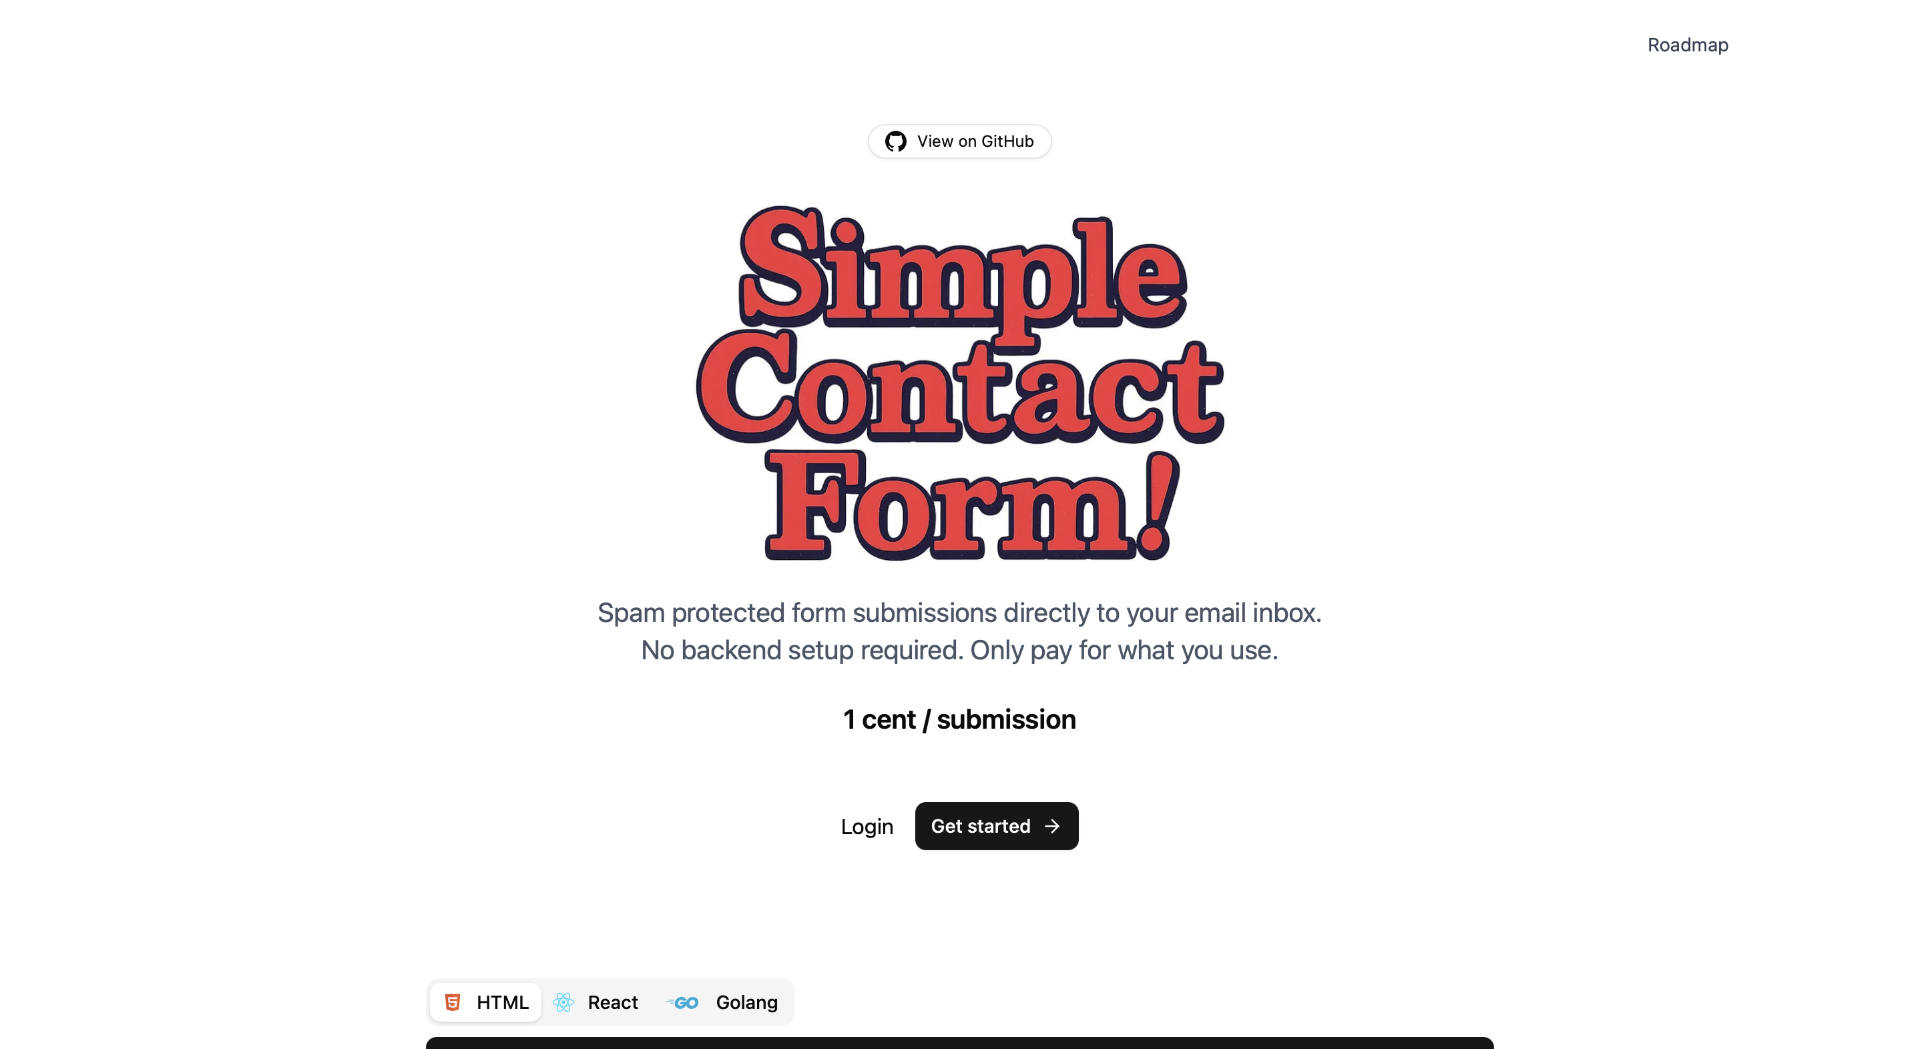 Roadmap
View on GitHub
Simple
Contact
Form!
Spam protected form submissions directly to your email inbox.
No backend setup required. Only pay for what you use.
1 cent / submission
Login Get started →
HTML React GO Golang